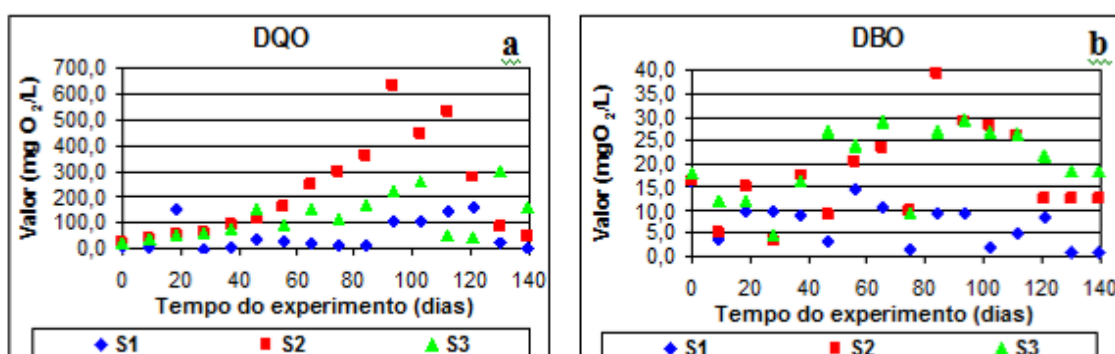 DQO
a
Valor (mg O₂/L)
700,0
600,0
500,0
400,0
300,0
200,0
100,0
0,0
0 20 40 60 80 100 120 140
Tempo do experimento (dias)
S1 S2 S3
DBO
b
Valor (mgO₂/L)
40,0
35,0
30,0
25,0
20,0
15,0
10,0
5,0
0,0
0 20 40 60 80 100 120 140
Tempo do experimento (dias)
S1 S2 S3